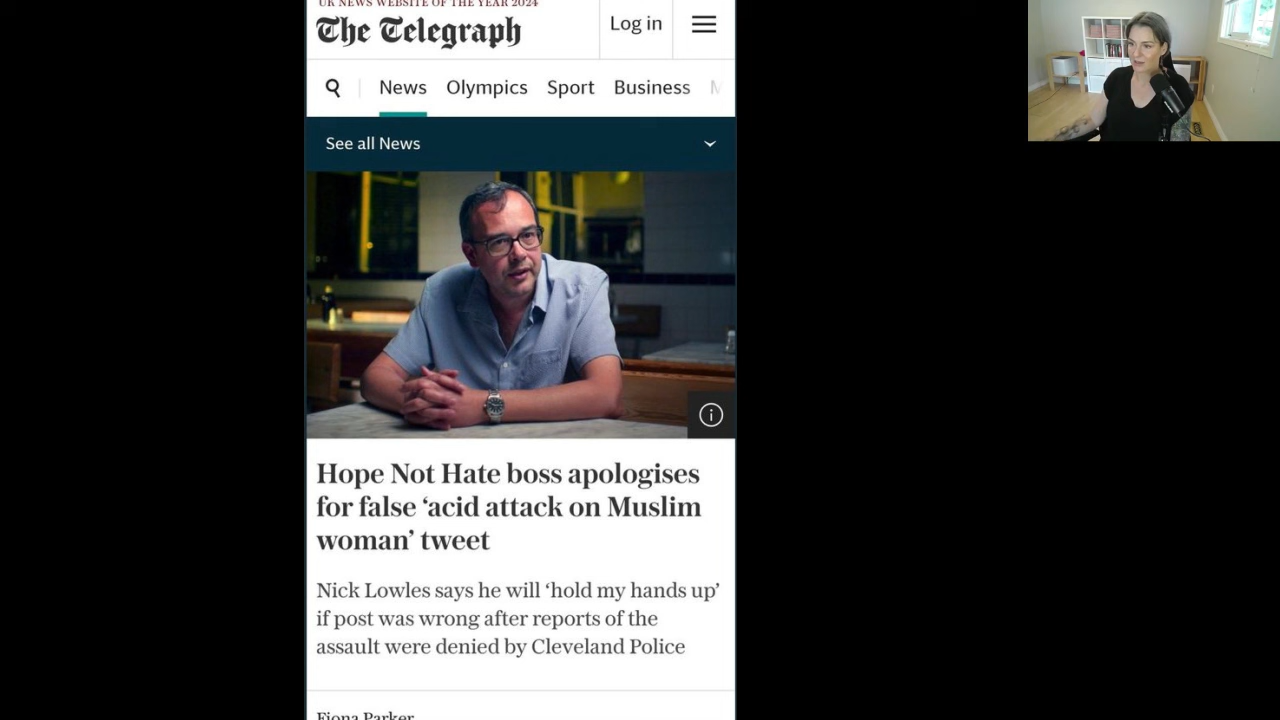 UK NEWS WEBSITE OF THE YEAR 2024
The Telegraph
Log in
News Olympics Sport Business M
See all News
Hope Not Hate boss apologises
for false ‘acid attack on Muslim
woman’ tweet
Nick Lowles says he will ‘hold my hands up’
if post was wrong after reports of the
assault were denied by Cleveland Police
Fiona Parker